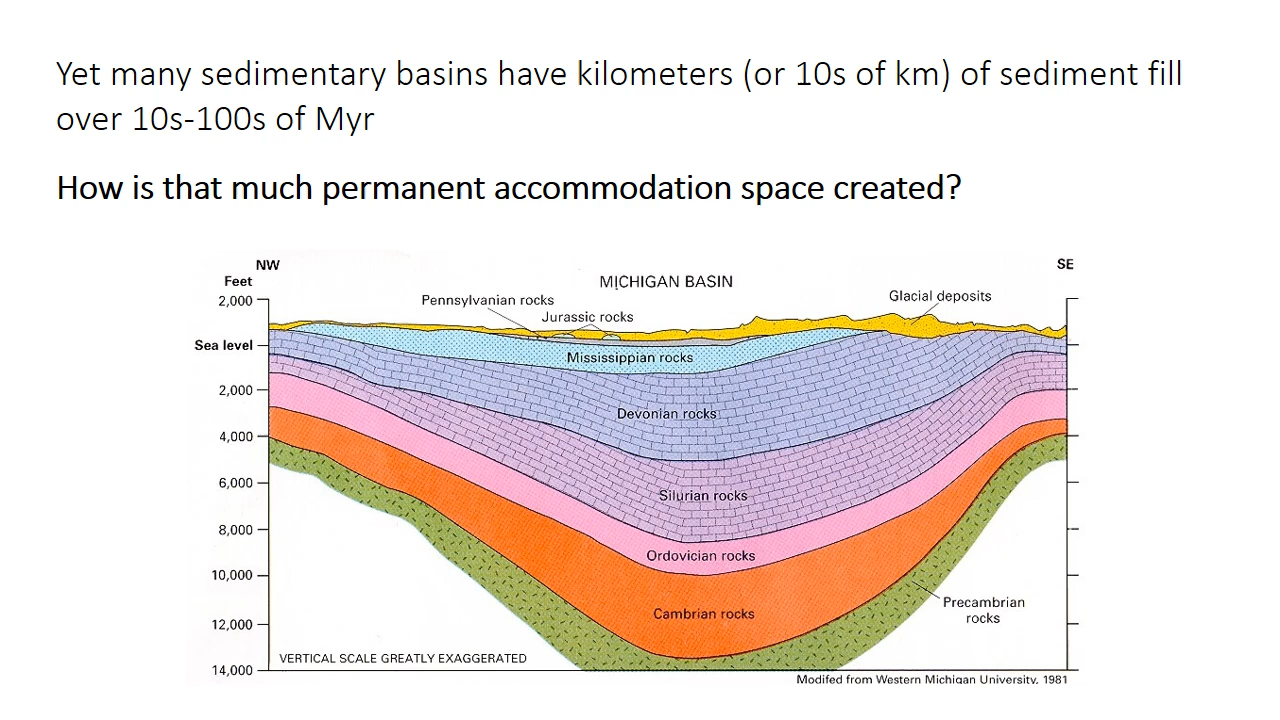 Yet many sedimentary basins have kilometers (or 10s of km) of sediment fill
over 10s-100s of Myr
How is that much permanent accommodation space created?
NW
SE
Feet
MICHIGAN BASIN
2,000
Pennsylvanian rocks
Glacial deposits
Jurassic rocks
Sea level
Mississippian rocks
2,000
Devonian rocks
4,000
6,000
Silurian rocks
8,000
Ordovician rocks
10,000
Precambrian
rocks
Cambrian rocks
12,000
VERTICAL SCALE GREATLY EXAGGERATED
14,000
Modifed from Western Michigan University, 1981